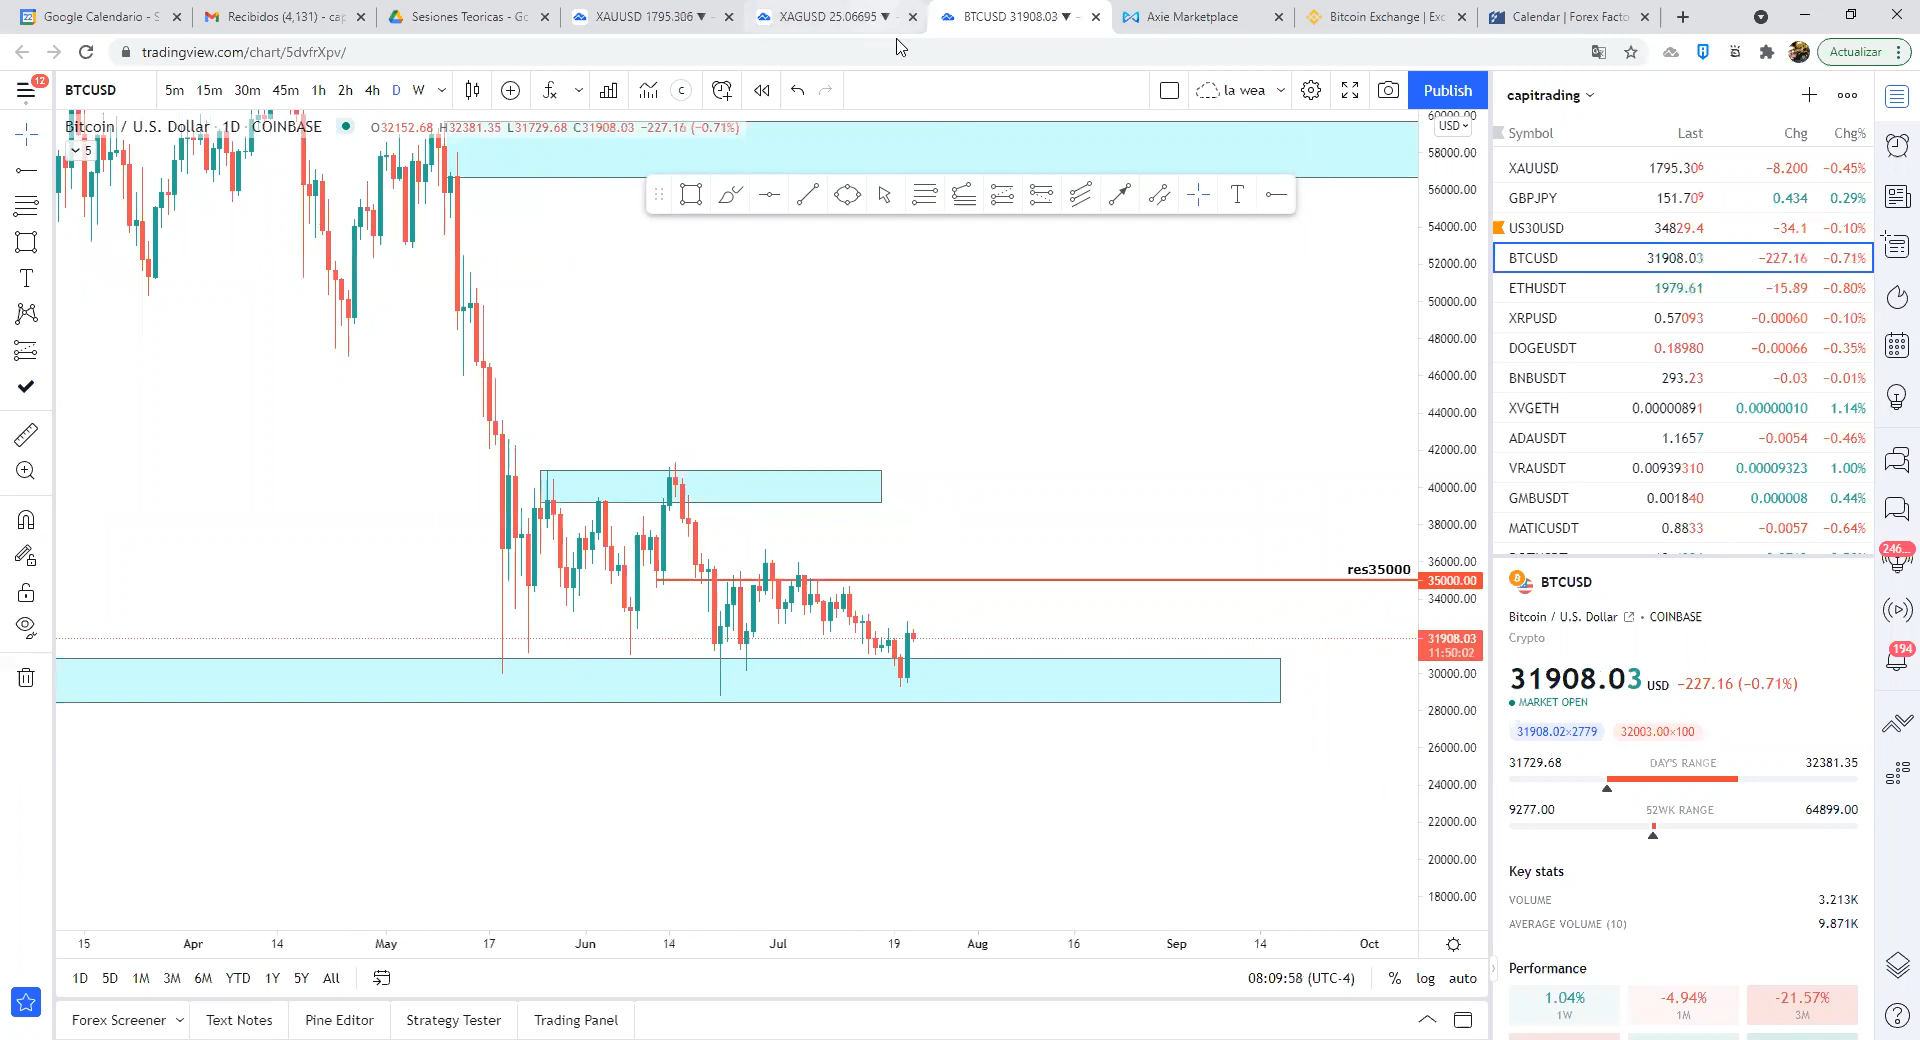 Google Calendario - S
Recibidos (4,131) - cap
Sesiones Teoricas - Go
XAUUSD 1795.306 ▼ -
XAGUSD 25.06695 ▼ -
BTCUSD 31908.03 ▼ -
Axie Marketplace
Bitcoin Exchange | Exc
Calendar | Forex Facto
tradingview.com/chart/5dvfrXpv/
Actualizar
12
BTCUSD
5m 15m 30m 45m 1h 2h 4h D W
la wea
Publish
Bitcoin / U.S. Dollar · 1D · COINBASE
O32152.68 H32381.35 L31729.68 C31908.03 −227.16 (−0.71%)
5
USD
60000.00
58000.00
56000.00
54000.00
52000.00
50000.00
48000.00
46000.00
44000.00
42000.00
40000.00
38000.00
36000.00
res35000
35000.00
34000.00
31908.03
11:50:02
30000.00
28000.00
26000.00
24000.00
22000.00
20000.00
18000.00
15 Apr 14 May 17 Jun 14 Jul 19 Aug 16 Sep 14 Oct
1D 5D 1M 3M 6M YTD 1Y 5Y All
08:09:58 (UTC-4)
% log auto
Forex Screener
Text Notes
Pine Editor
Strategy Tester
Trading Panel
capitrading
Symbol Last Chg Chg%
XAUUSD 1795.306 −8.200 −0.45%
GBPJPY 151.709 0.434 0.29%
US30USD 34829.4 −34.1 −0.10%
BTCUSD 31908.03 −227.16 −0.71%
ETHUSDT 1979.61 −15.89 −0.80%
XRPUSD 0.57093 −0.00060 −0.10%
DOGEUSDT 0.18980 −0.00066 −0.35%
BNBUSDT 293.23 −0.03 −0.01%
XVGETH 0.00000891 0.00000010 1.14%
ADAUSDT 1.1657 −0.0054 −0.46%
VRAUSDT 0.00939310 0.00009323 1.00%
GMBUSDT 0.001840 0.000008 0.44%
MATICUSDT 0.8833 −0.0057 −0.64%
BTCUSD
Bitcoin / U.S. Dollar • COINBASE
Crypto
31908.03 USD −227.16 (−0.71%)
MARKET OPEN
31908.02×2779 32003.00×100
31729.68 DAY'S RANGE 32381.35
9277.00 52WK RANGE 64899.00
Key stats
VOLUME 3.213K
AVERAGE VOLUME (10) 9.871K
Performance
1.04% -4.94% -21.57%
1W 1M 3M
246...
194